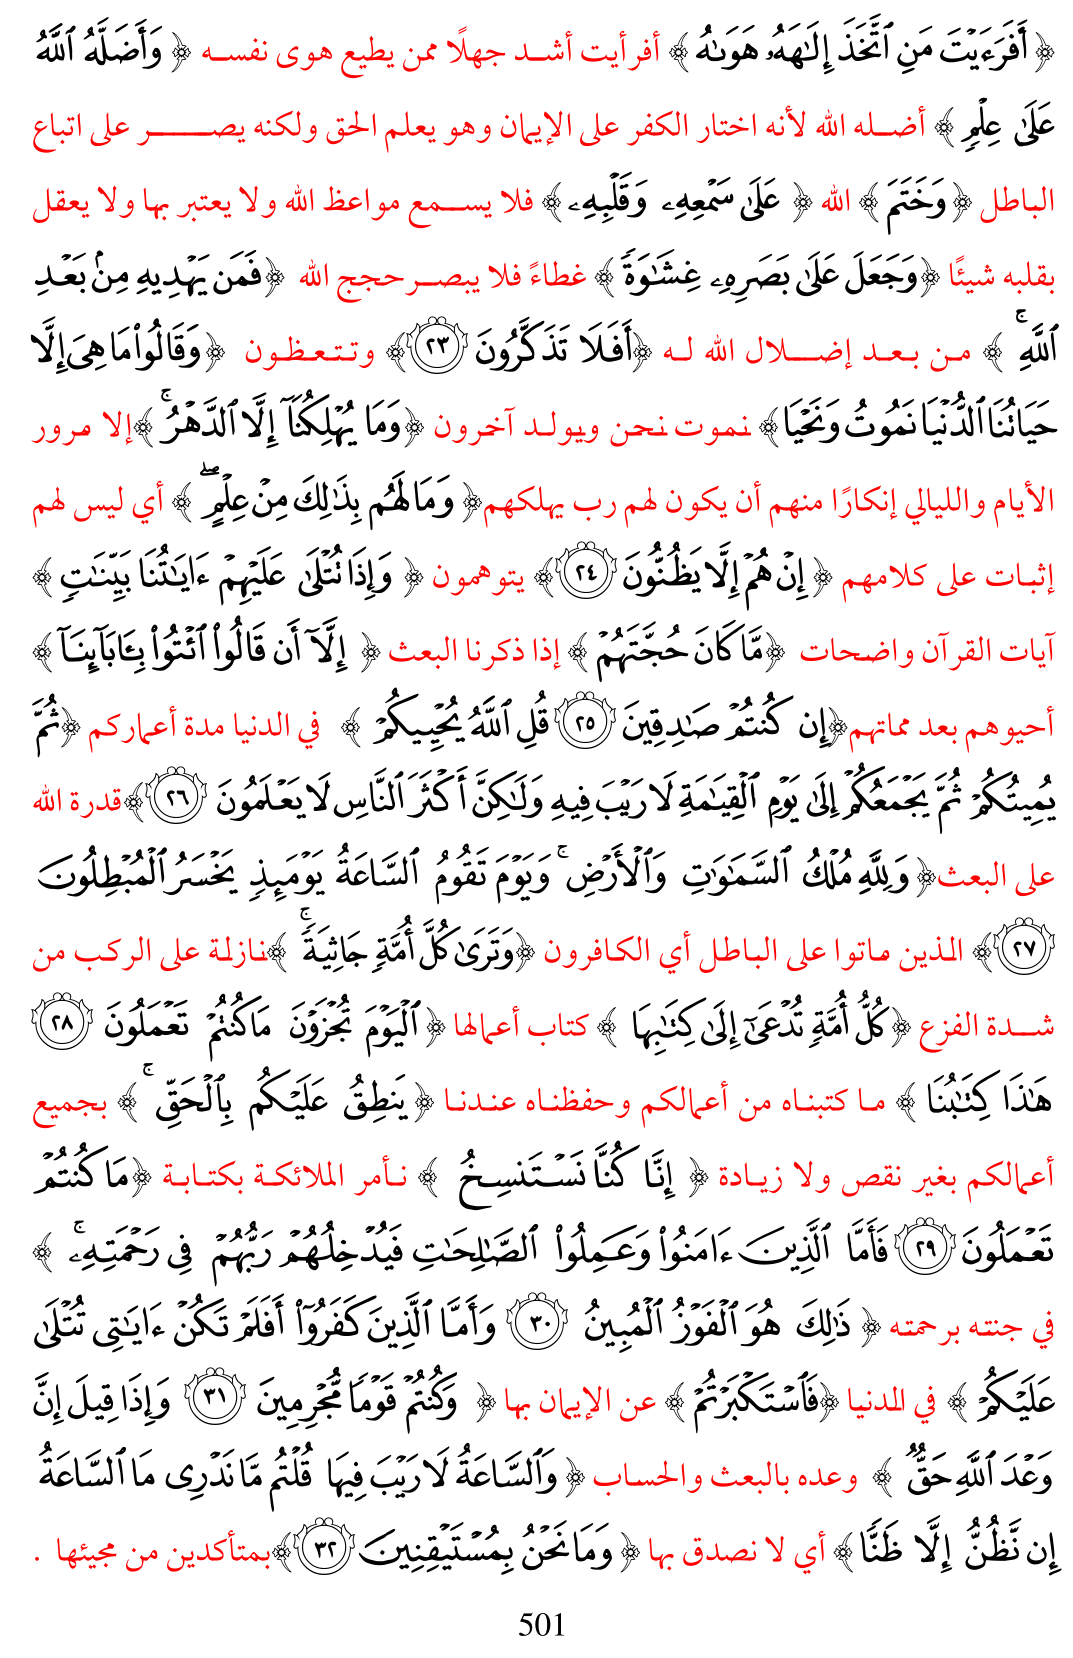 ﴿ أَفَرَءَيْتَ مَنِ ٱتَّخَذَ إِلَٰهَهُۥ هَوَىٰهُ ﴾ أفرأيت أشد جهلًا ممن يطيع هوى نفسه ﴿ وَأَضَلَّهُ ٱللَّهُ
عَلَىٰ عِلْمٍ ﴾ أضله الله لأنه اختار الكفر على الإيمان وهو يعلم الحق ولكنه يصر على اتباع
الباطل ﴿ وَخَتَمَ ﴾ الله ﴿ عَلَىٰ سَمْعِهِۦ وَقَلْبِهِۦ ﴾ فلا يسمع مواعظ الله ولا يعتبر بها ولا يعقل
بقلبه شيئًا ﴿ وَجَعَلَ عَلَىٰ بَصَرِهِۦ غِشَٰوَةً ﴾ غطاءً فلا يبصر حجج الله ﴿ فَمَن يَهْدِيهِ مِنۢ بَعْدِ
ٱللَّهِ ۚ ﴾ من بعد إضلال الله له ﴿ أَفَلَا تَذَكَّرُونَ ٢٣ ﴾ وتتعظون ﴿ وَقَالُوا۟ مَا هِىَ إِلَّا
حَيَاتُنَا ٱلدُّنْيَا نَمُوتُ وَنَحْيَا ﴾ نموت نحن ويولد آخرون ﴿ وَمَا يُهْلِكُنَآ إِلَّا ٱلدَّهْرُ ۚ ﴾ إلا مرور
الأيام والليالي إنكارًا منهم أن يكون لهم رب يهلكهم ﴿ وَمَا لَهُم بِذَٰلِكَ مِنْ عِلْمٍ ۖ ﴾ أي ليس لهم
إثبات على كلامهم ﴿ إِنْ هُمْ إِلَّا يَظُنُّونَ ٢٤ ﴾ يتوهمون ﴿ وَإِذَا تُتْلَىٰ عَلَيْهِمْ ءَايَٰتُنَا بَيِّنَٰتٍ ﴾
آيات القرآن واضحات ﴿ مَّا كَانَ حُجَّتَهُمْ ﴾ إذا ذكرنا البعث ﴿ إِلَّآ أَن قَالُوا۟ ٱئْتُوا۟ بِـَٔابَآئِنَآ ﴾
أحيوهم بعد مماتهم ﴿ إِن كُنتُمْ صَٰدِقِينَ ٢٥ قُلِ ٱللَّهُ يُحْيِيكُمْ ﴾ في الدنيا مدة أعماركم ﴿ ثُمَّ
يُمِيتُكُمْ ثُمَّ يَجْمَعُكُمْ إِلَىٰ يَوْمِ ٱلْقِيَٰمَةِ لَا رَيْبَ فِيهِ وَلَٰكِنَّ أَكْثَرَ ٱلنَّاسِ لَا يَعْلَمُونَ ٢٦ ﴾ قدرة الله
على البعث ﴿ وَلِلَّهِ مُلْكُ ٱلسَّمَٰوَٰتِ وَٱلْأَرْضِ ۚ وَيَوْمَ تَقُومُ ٱلسَّاعَةُ يَوْمَئِذٍ يَخْسَرُ ٱلْمُبْطِلُونَ
٢٧ ﴾ الذين ماتوا على الباطل أي الكافرون ﴿ وَتَرَىٰ كُلَّ أُمَّةٍ جَاثِيَةً ۚ ﴾ نازلة على الركب من
شدة الفزع ﴿ كُلُّ أُمَّةٍ تُدْعَىٰٓ إِلَىٰ كِتَٰبِهَا ﴾ كتاب أعمالها ﴿ ٱلْيَوْمَ تُجْزَوْنَ مَا كُنتُمْ تَعْمَلُونَ ٢٨
هَٰذَا كِتَٰبُنَا ﴾ ما كتبناه من أعمالكم وحفظناه عندنا ﴿ يَنطِقُ عَلَيْكُم بِٱلْحَقِّ ۚ ﴾ بجميع
أعمالكم بغير نقص ولا زيادة ﴿ إِنَّا كُنَّا نَسْتَنسِخُ ﴾ نأمر الملائكة بكتابة ﴿ مَا كُنتُمْ
تَعْمَلُونَ ٢٩ فَأَمَّا ٱلَّذِينَ ءَامَنُوا۟ وَعَمِلُوا۟ ٱلصَّٰلِحَٰتِ فَيُدْخِلُهُمْ رَبُّهُمْ فِى رَحْمَتِهِۦ ۚ ﴾
في جنته برحمته ﴿ ذَٰلِكَ هُوَ ٱلْفَوْزُ ٱلْمُبِينُ ٣٠ وَأَمَّا ٱلَّذِينَ كَفَرُوٓا۟ أَفَلَمْ تَكُنْ ءَايَٰتِى تُتْلَىٰ
عَلَيْكُمْ ﴾ في الدنيا ﴿ فَٱسْتَكْبَرْتُمْ ﴾ عن الإيمان بها ﴿ وَكُنتُمْ قَوْمًا مُّجْرِمِينَ ٣١ وَإِذَا قِيلَ إِنَّ
وَعْدَ ٱللَّهِ حَقٌّ ﴾ وعده بالبعث والحساب ﴿ وَٱلسَّاعَةُ لَا رَيْبَ فِيهَا قُلْتُم مَّا نَدْرِى مَا ٱلسَّاعَةُ
إِن نَّظُنُّ إِلَّا ظَنًّا ﴾ أي لا نصدق بها ﴿ وَمَا نَحْنُ بِمُسْتَيْقِنِينَ ٣٢ ﴾ بمتأكدين من مجيئها .
501